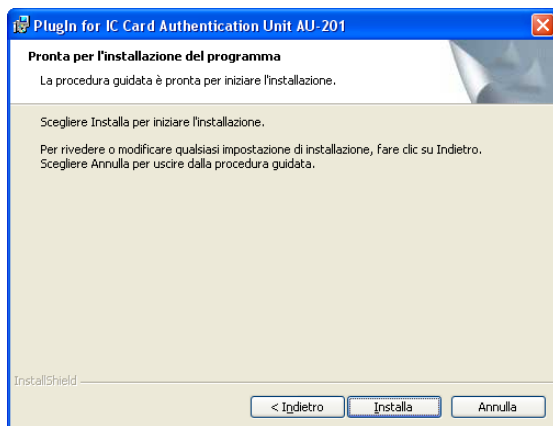 PlugIn for IC Card Authentication Unit AU-201
Pronta per l'installazione del programma
La procedura guidata è pronta per iniziare l'installazione.
Scegliere Installa per iniziare l'installazione.
Per rivedere o modificare qualsiasi impostazione di installazione, fare clic su Indietro.
Scegliere Annulla per uscire dalla procedura guidata.
InstallShield
< Indietro
Installa
Annulla